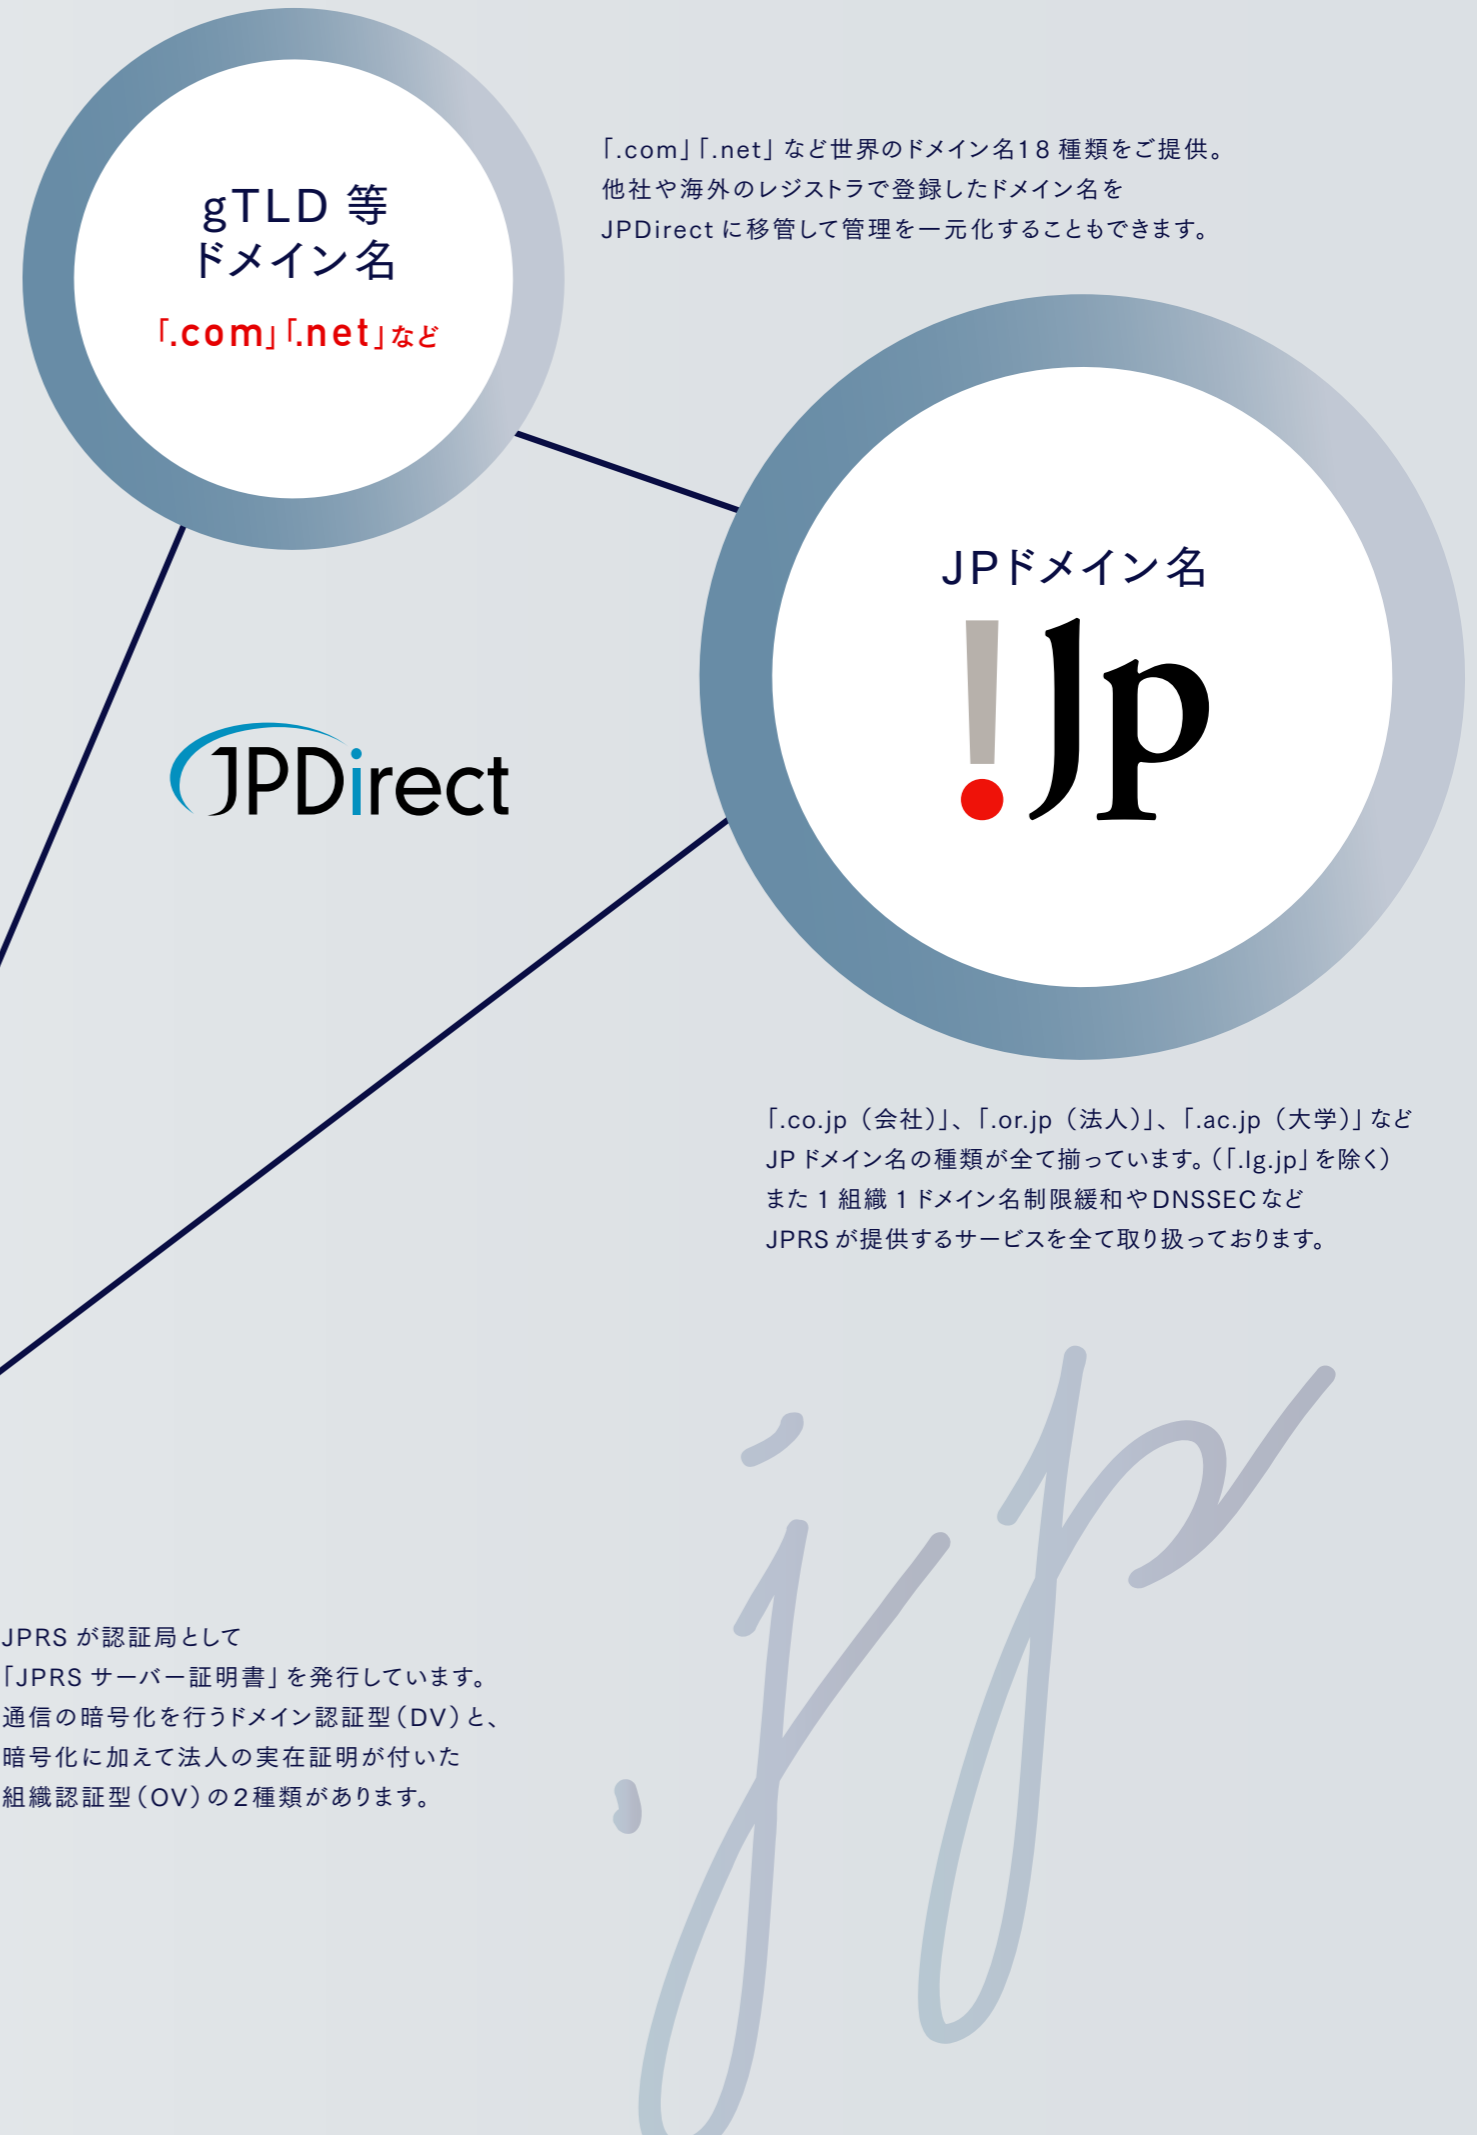 gTLD 等
ドメイン名
「.com」「.net」など
「.com」「.net」など世界のドメイン名18 種類をご提供。
他社や海外のレジストラで登録したドメイン名を
JPDirect に移管して管理を一元化することもできます。
JPドメイン名
!Jp
JPDirect
「.co.jp（会社）」、「.or.jp（法人）」、「.ac.jp（大学）」など
JP ドメイン名の種類が全て揃っています。（「.lg.jp」を除く）
また 1 組織 1 ドメイン名制限緩和や DNSSEC など
JPRS が提供するサービスを全て取り扱っております。
.jp
JPRS が認証局として
「JPRS サーバー証明書」を発行しています。
通信の暗号化を行うドメイン認証型（DV）と、
暗号化に加えて法人の実在証明が付いた
組織認証型（OV）の2種類があります。